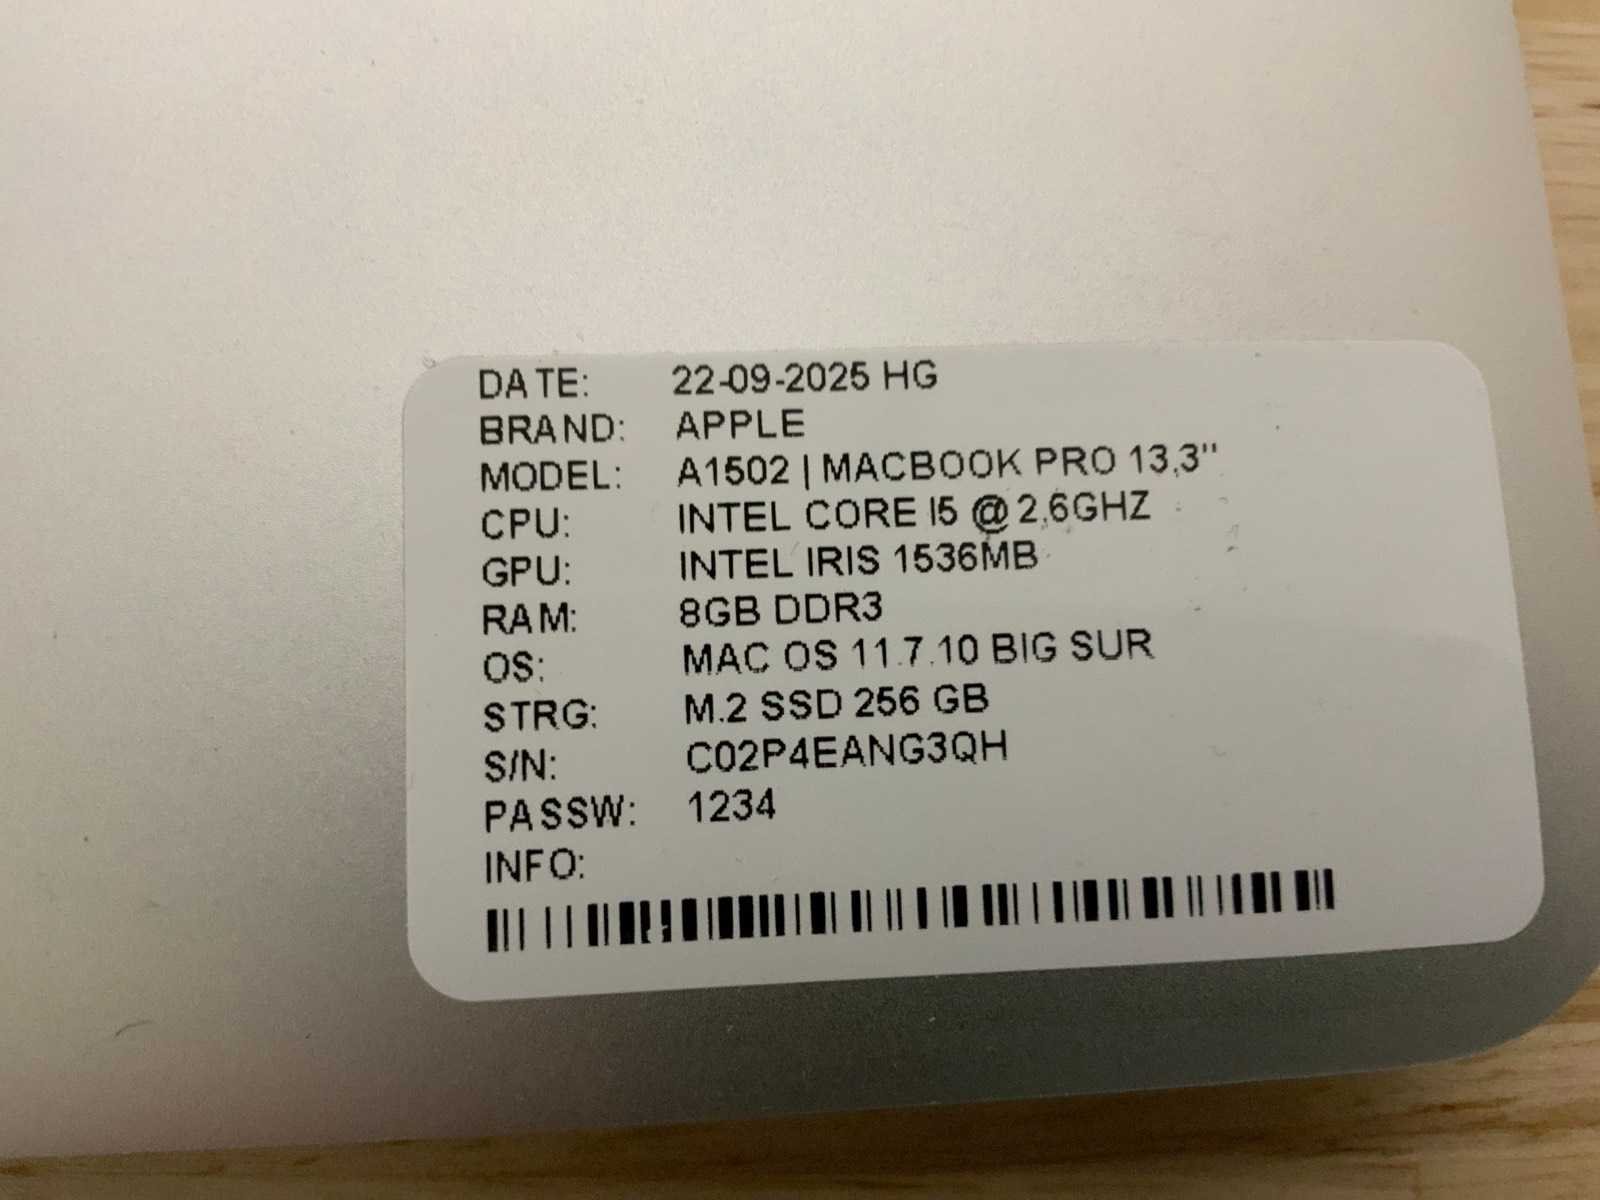 DATE: 22-09-2025 HG
BRAND: APPLE
MODEL: A1502 | MACBOOK PRO 13,3"
CPU: INTEL CORE I5 @ 2,6GHZ
GPU: INTEL IRIS 1536MB
RAM: 8GB DDR3
OS: MAC OS 11.7.10 BIG SUR
STRG: M.2 SSD 256 GB
S/N: C02P4EANG3QH
PASSW: 1234
INFO: